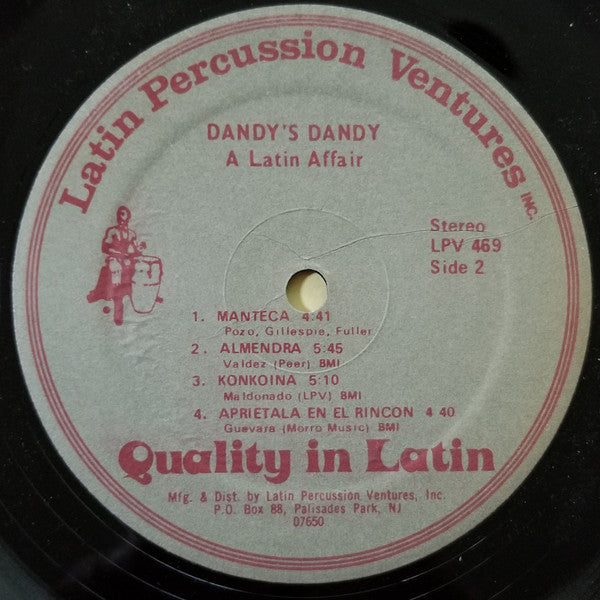 Latin Percussion Ventures INC.
DANDY'S DANDY
A Latin Affair
Stereo
LPV 469
Side 2
1. MANTECA 4:41
Pozo, Gillespie, Fuller
2. ALMENDRA 5:45
Valdez (Peer) BMI
3. KONKOINA 5:10
Maldonado (LPV) BMI
4. APRIETALA EN EL RINCON 4 40
Guevara (Morro Music) BMI
Quality in Latin
Mfg. & Dist. by Latin Percussion Ventures, Inc.
P.O. Box 88, Palisades Park, NJ
07650